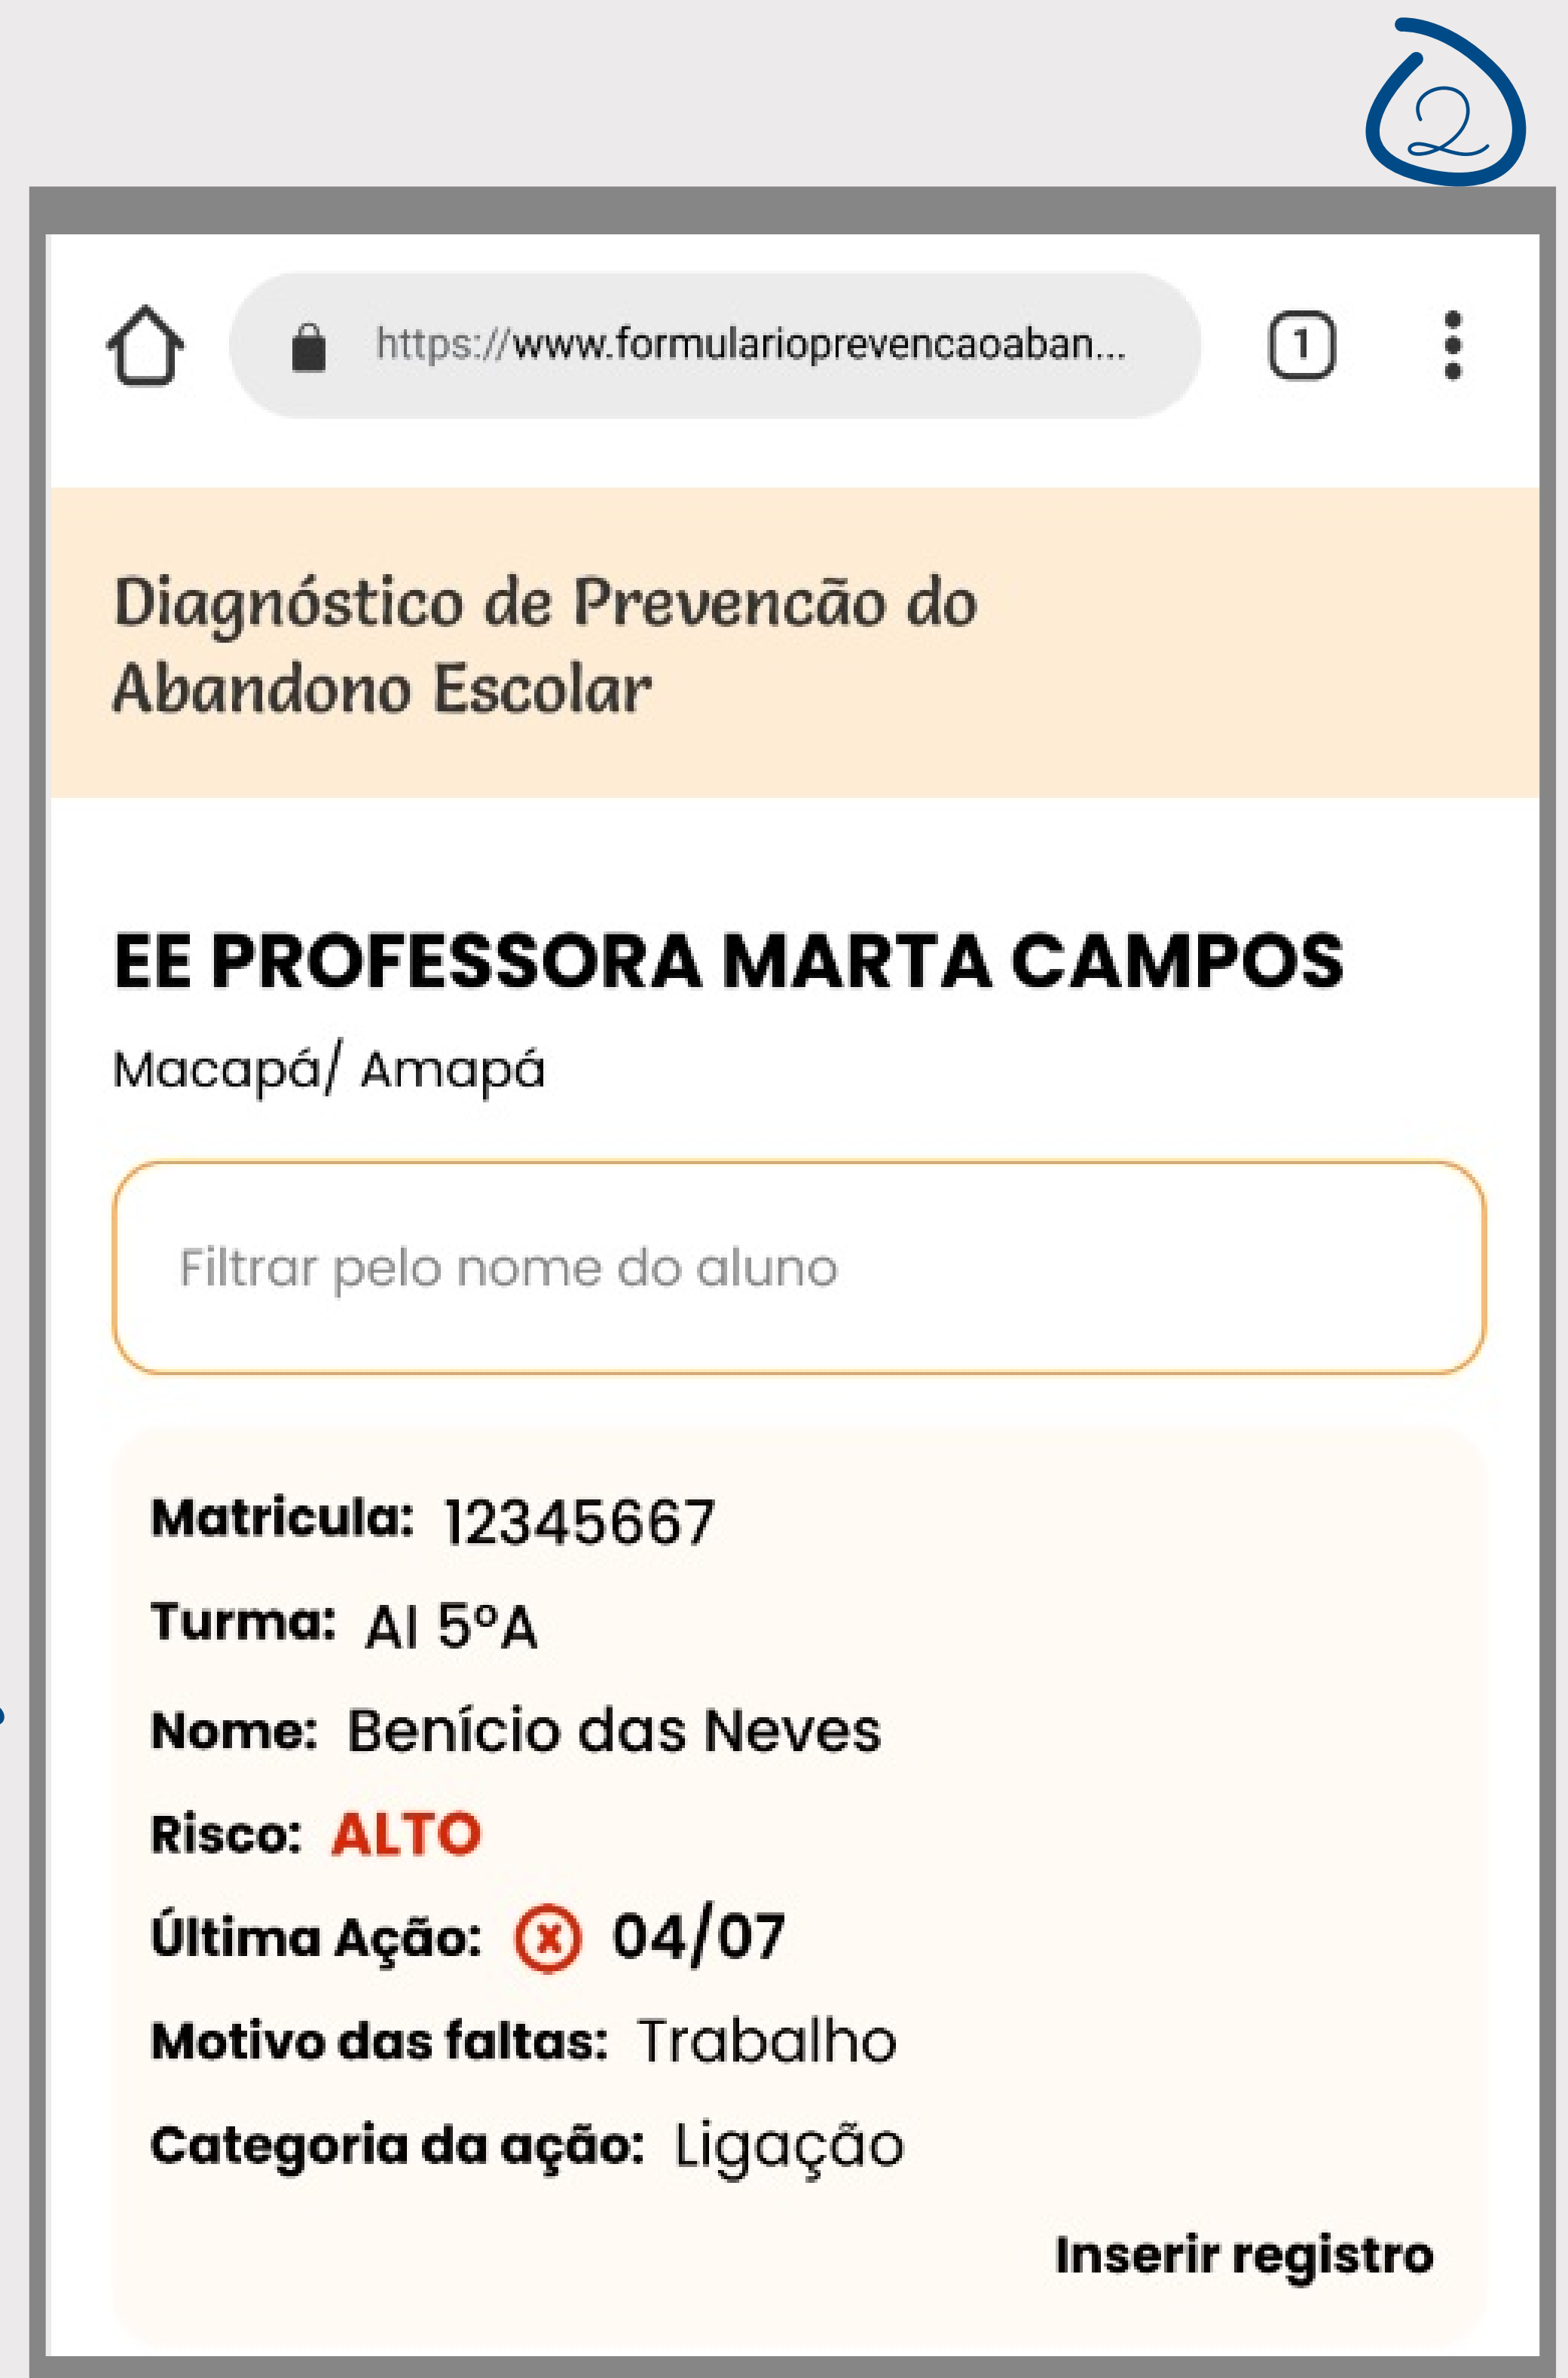 2
https://www.formularioprevencaoaban...
1
Diagnóstico de Prevencão do
Abandono Escolar
EE PROFESSORA MARTA CAMPOS
Macapá/ Amapá
Filtrar pelo nome do aluno
Matricula: 12345667
Turma: AI 5ºA
Nome: Benício das Neves
Risco: ALTO
Última Ação: 04/07
Motivo das faltas: Trabalho
Categoria da ação: Ligação
Inserir registro